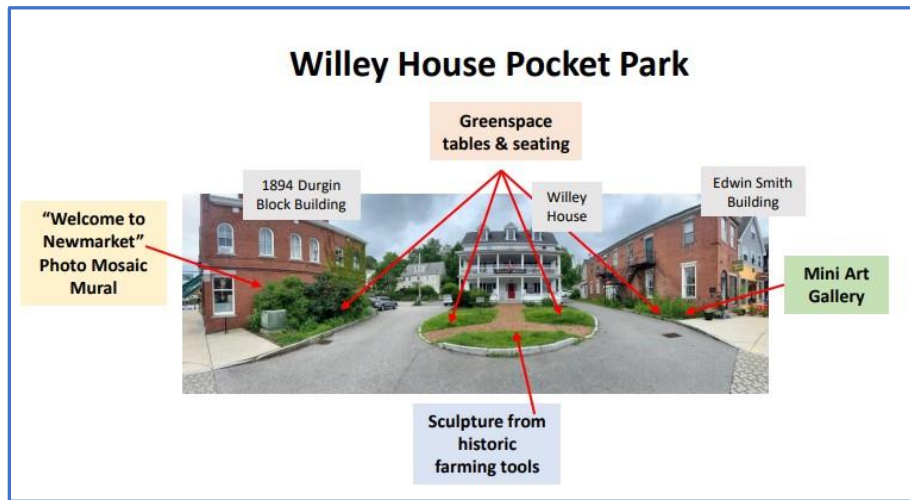 Willey House Pocket Park
Greenspace
tables & seating
1894 Durgin
Block Building
Willey
House
Edwin Smith
Building
“Welcome to
Newmarket”
Photo Mosaic
Mural
Mini Art
Gallery
Sculpture from
historic
farming tools